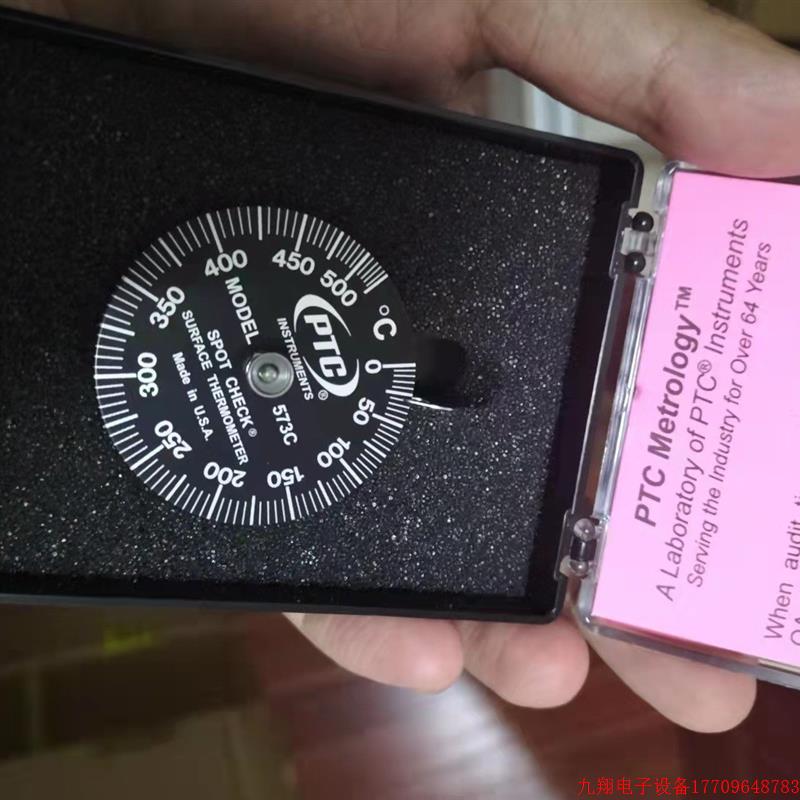 0
50
100
150
200
250
300
350
400
450
500
°C
PTC®
INSTRUMENTS
MODEL 573C
SPOT CHECK®
SURFACE THERMOMETER
Made in U.S.A.
PTC Metrology™
A Laboratory of PTC® Instruments
Serving the Industry for Over 64 Years
When audit
九翔电子设备17709648783